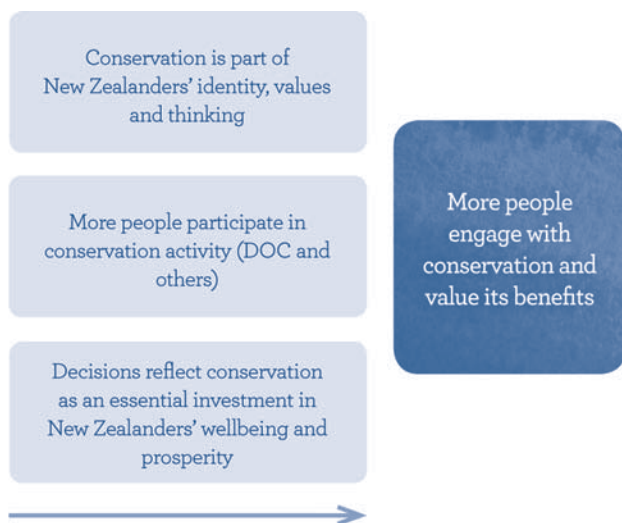 Conservation is part of
New Zealanders’ identity, values
and thinking
More people participate in
conservation activity (DOC and
others)
Decisions reflect conservation
as an essential investment in
New Zealanders’ wellbeing and
prosperity
More people
engage with
conservation and
value its benefits